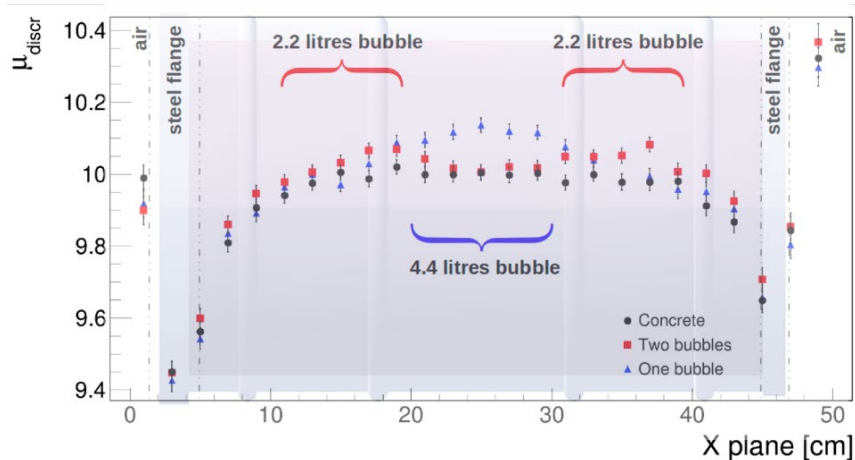 μdiscr
10.4
10.2
10
9.8
9.6
9.4
air
steel flange
2.2 litres bubble
2.2 litres bubble
steel flange
air
4.4 litres bubble
Concrete
Two bubbles
One bubble
0
10
20
30
40
50
X plane [cm]